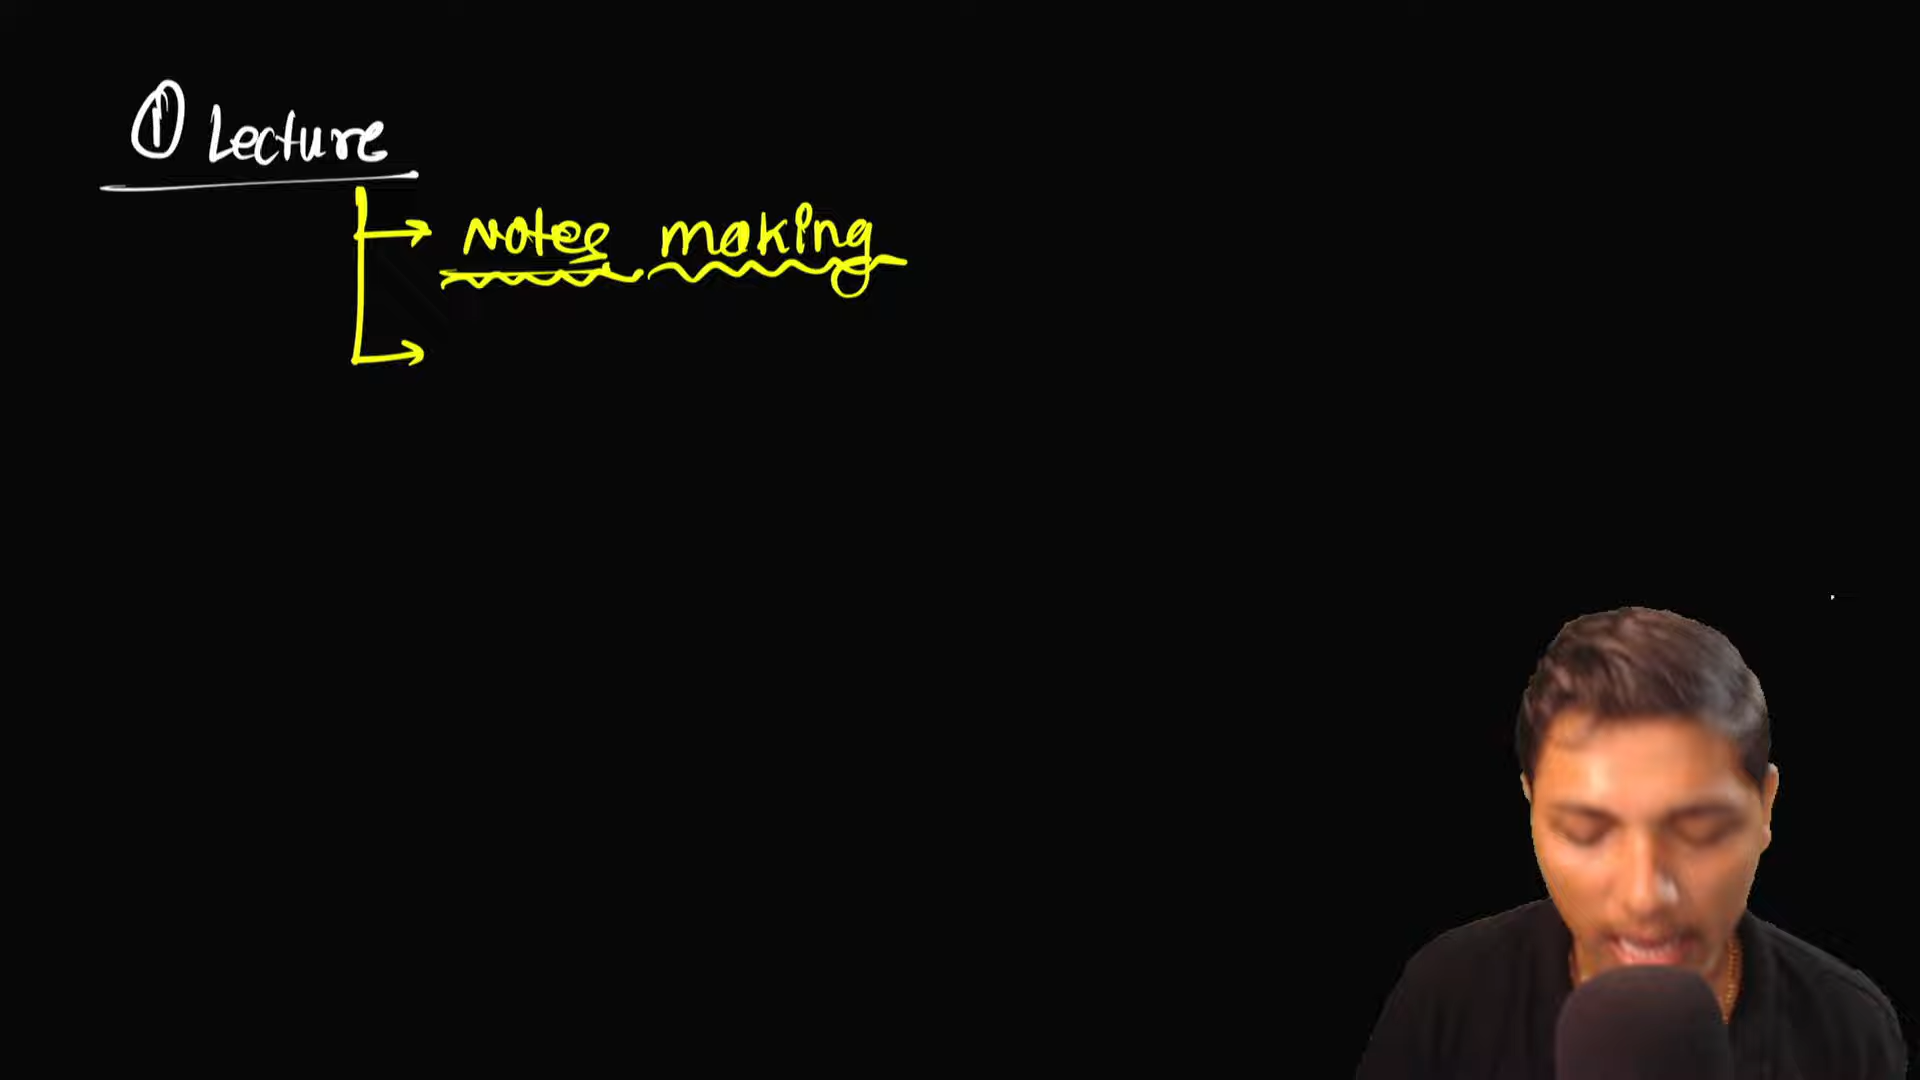 ① Lecture
→ Notes making
→